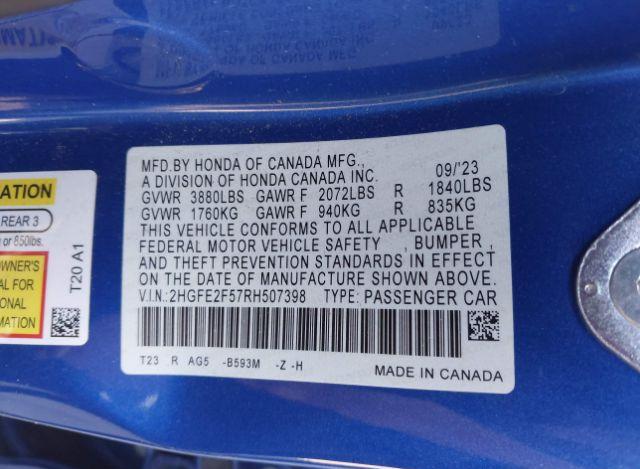 MFD.BY HONDA OF CANADA MFG., 09/'23
A DIVISION OF HONDA CANADA INC.
GVWR 3880LBS GAWR F 2072LBS R 1840LBS
GVWR 1760KG GAWR F 940KG R 835KG
THIS VEHICLE CONFORMS TO ALL APPLICABLE
FEDERAL MOTOR VEHICLE SAFETY , BUMPER ,
AND THEFT PREVENTION STANDARDS IN EFFECT
ON THE DATE OF MANUFACTURE SHOWN ABOVE.
V.I.N.:2HGFE2F57RH507398 TYPE: PASSENGER CAR
T23 R AG5 -B593M -Z -H
MADE IN CANADA
REAR 3
or 850lbs.
T20 A1